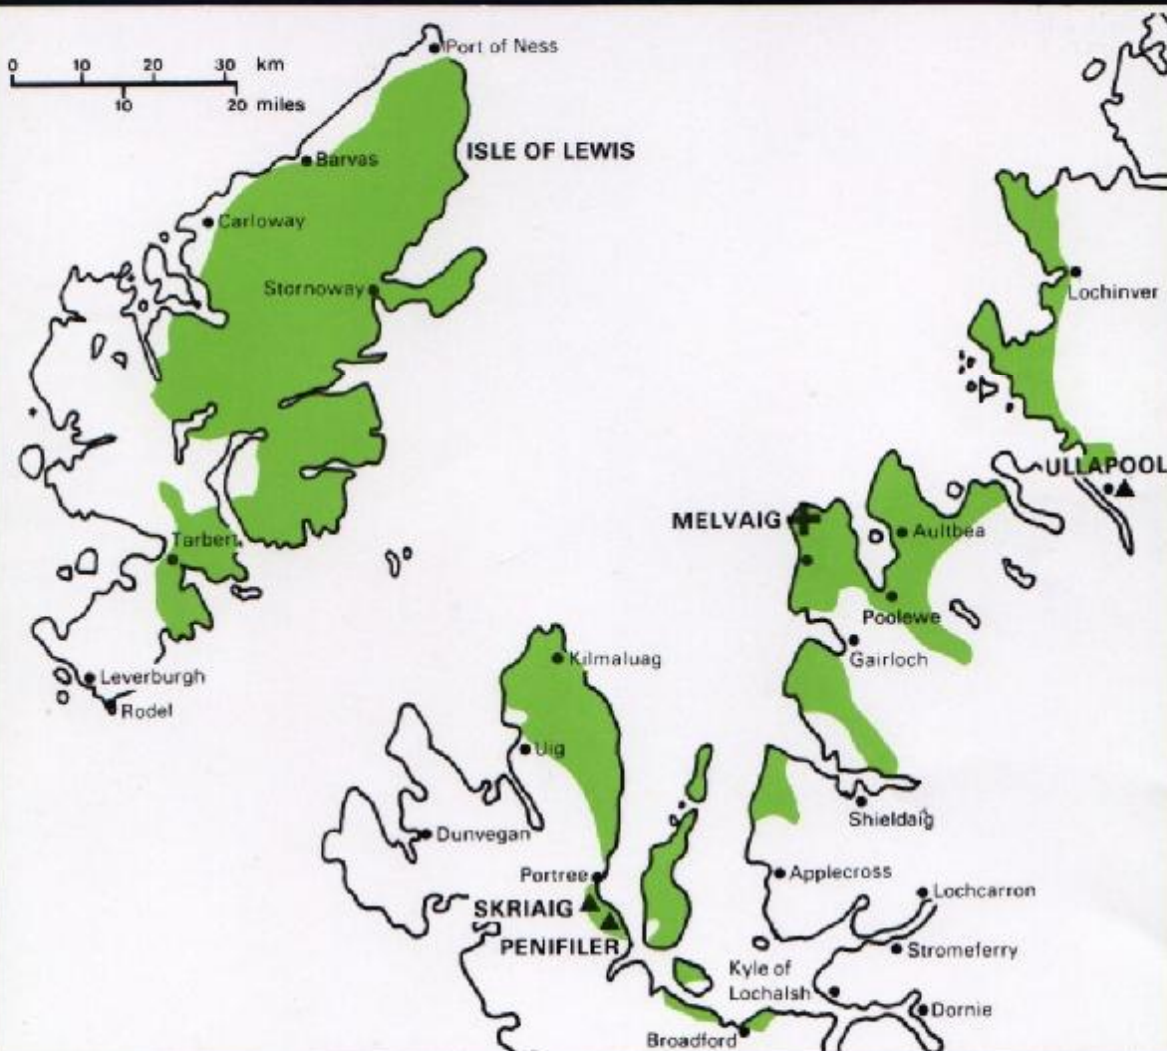 Port of Ness
0 10 20 30 km
10 20 miles
ISLE OF LEWIS
Barvas
Carloway
Stornoway
Lochinver
ULLAPOOL
MELVAIG
Aultbea
Tarbert
Poolewe
Gairloch
Kilmaluag
Leverburgh
Rodel
Uig
Shieldaig
Dunvegan
Portree
Applecross
Lochcarron
SKRIAIG
PENIFILER
Stromeferry
Kyle of
Lochalsh
Dornie
Broadford